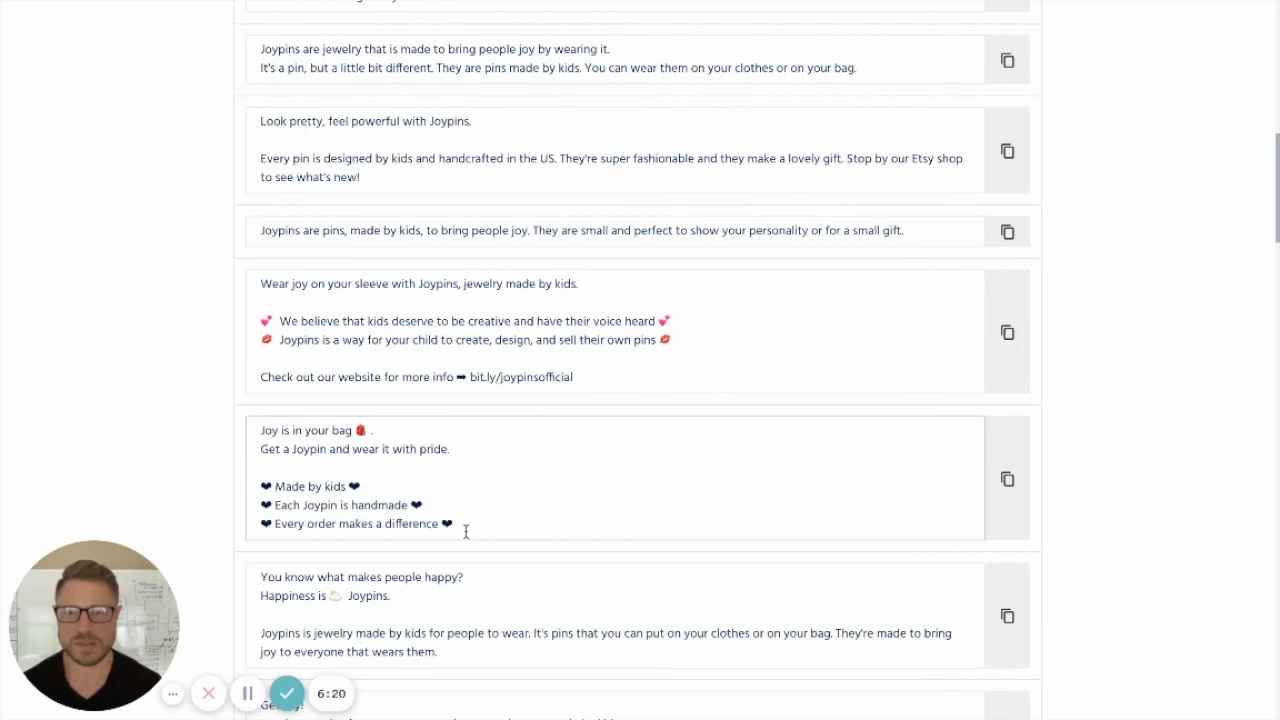 Joypins are jewelry that is made to bring people joy by wearing it.
It's a pin, but a little bit different. They are pins made by kids. You can wear them on your clothes or on your bag.
Look pretty, feel powerful with Joypins.
Every pin is designed by kids and handcrafted in the US. They're super fashionable and they make a lovely gift. Stop by our Etsy shop
to see what's new!
Joypins are pins, made by kids, to bring people joy. They are small and perfect to show your personality or for a small gift.
Wear joy on your sleeve with Joypins, jewelry made by kids.
💕 We believe that kids deserve to be creative and have their voice heard 💕
💋 Joypins is a way for your child to create, design, and sell their own pins 💋
Check out our website for more info ➡ bit.ly/joypinsofficial
Joy is in your bag 🎒 .
Get a Joypin and wear it with pride.
❤ Made by kids ❤
❤ Each Joypin is handmade ❤
❤ Every order makes a difference ❤
You know what makes people happy?
Happiness is 🌥 Joypins.
Joypins is jewelry made by kids for people to wear. It's pins that you can put on your clothes or on your bag. They're made to bring
joy to everyone that wears them.
6:20